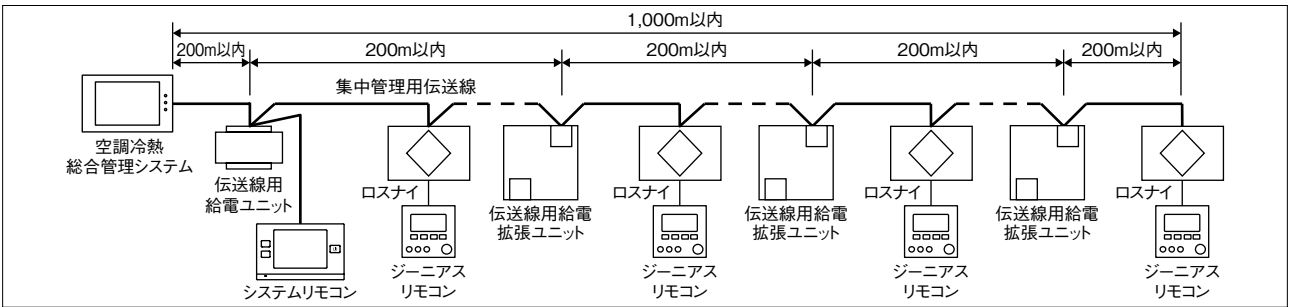 1,000m以内
200m以内
200m以内
200m以内
200m以内
200m以内
集中管理用伝送線
空調冷熱
総合管理システム
伝送線用
給電ユニット
システムリモコン
ロスナイ
ジーニアス
リモコン
伝送線用給電
拡張ユニット
ロスナイ
ジーニアス
リモコン
伝送線用給電
拡張ユニット
ロスナイ
ジーニアス
リモコン
伝送線用給電
拡張ユニット
ロスナイ
ジーニアス
リモコン